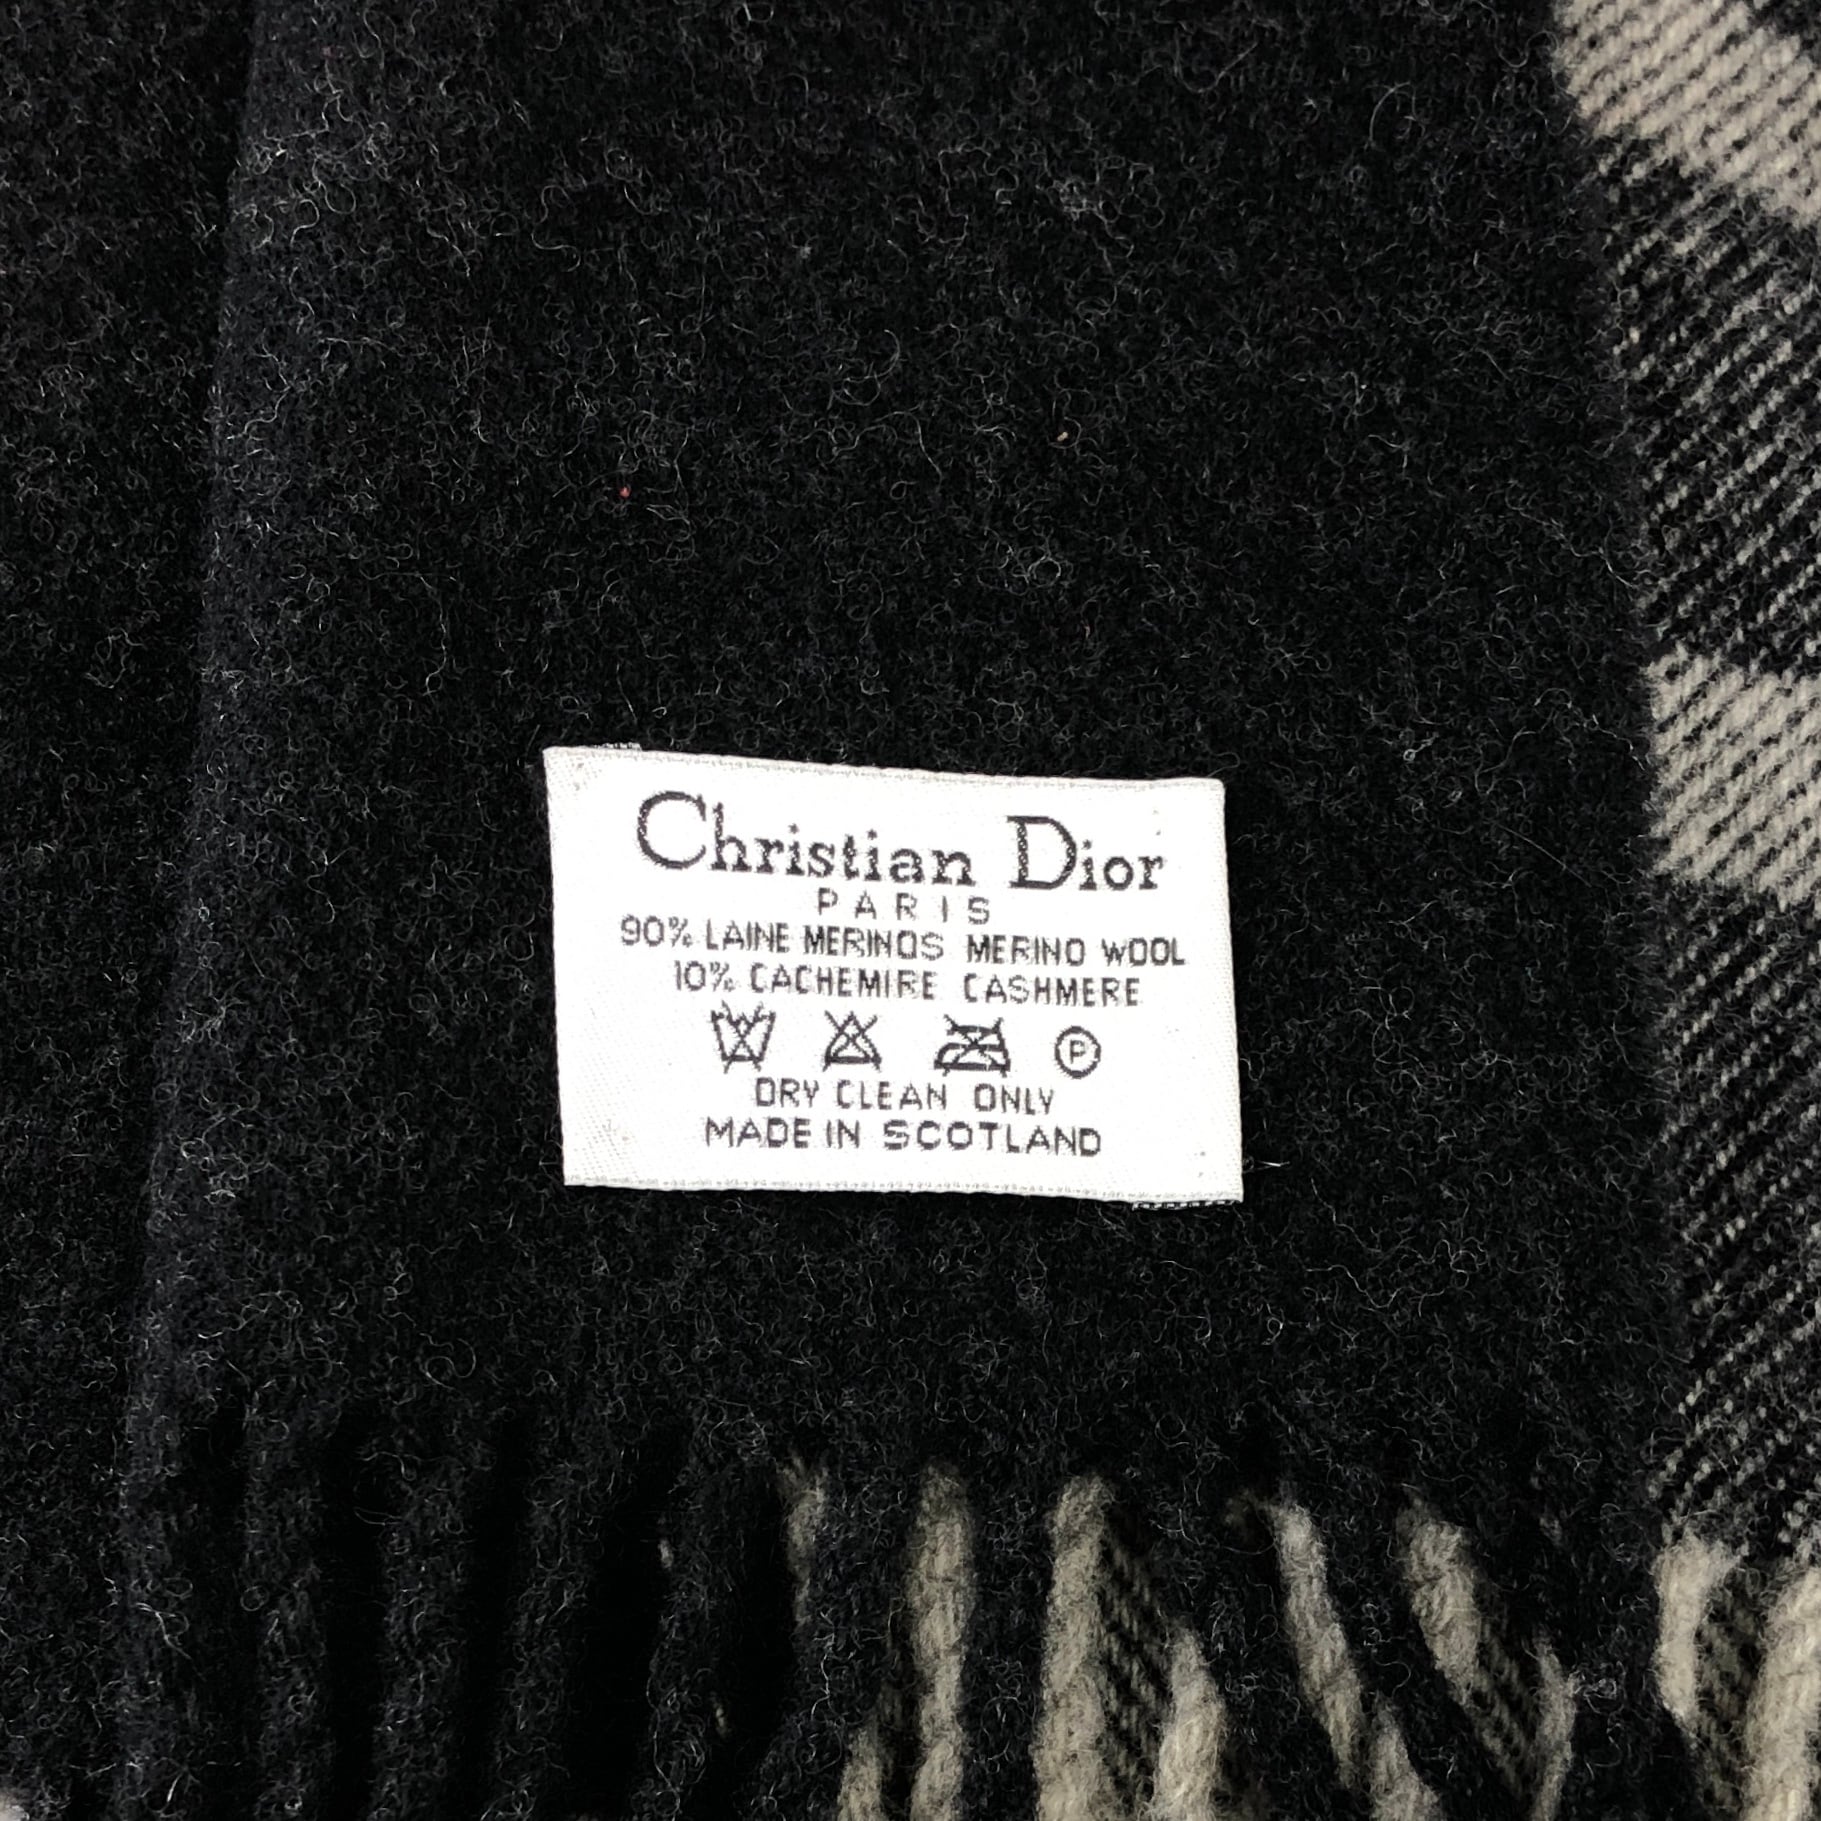 Christian Dior
PARIS
90% LAINE MERINOS MERINO WOOL
10% CACHEMIRE CASHMERE
P
DRY CLEAN ONLY
MADE IN SCOTLAND